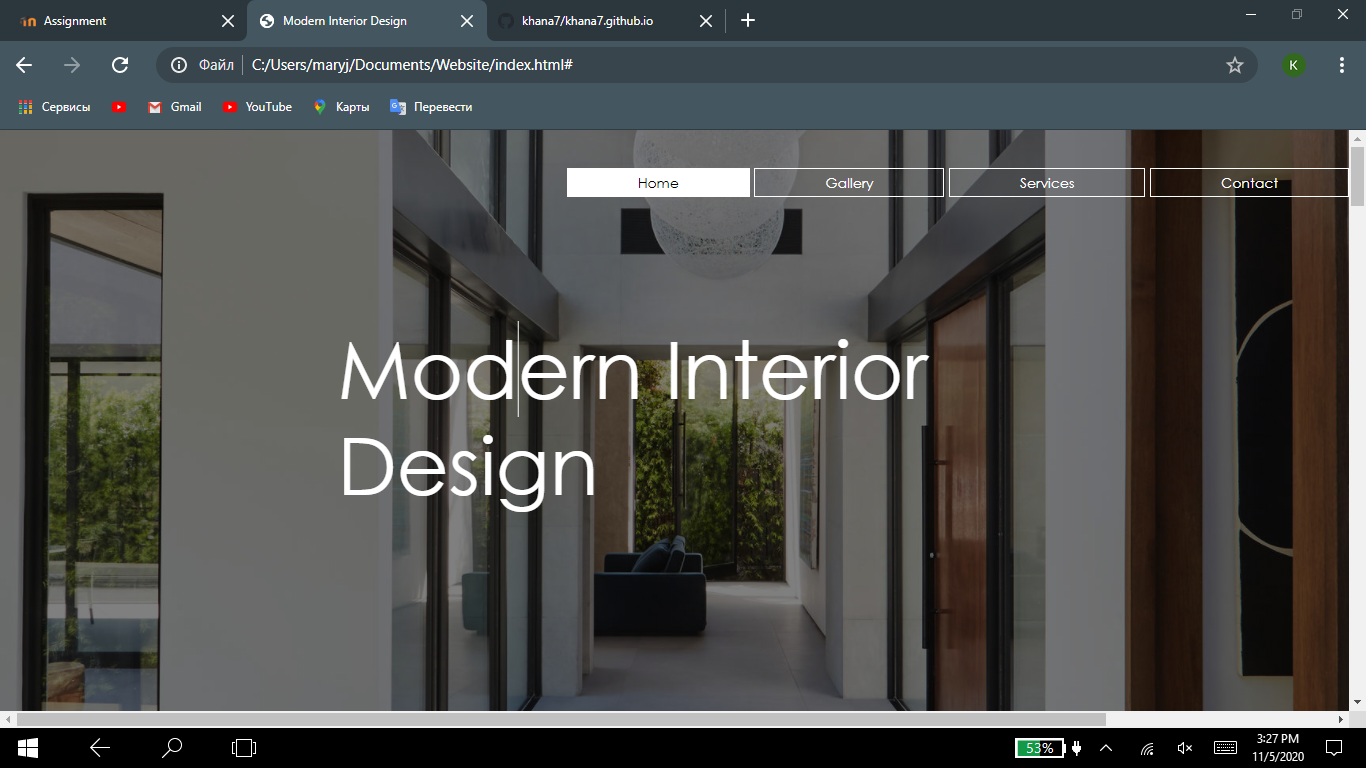 Assignment
Modern Interior Design
khana7/khana7.github.io
Файл
C:/Users/maryj/Documents/Website/index.html#
K
Сервисы
Gmail
YouTube
Карты
Перевести
Home
Gallery
Services
Contact
Modern Interior
Design
53%
3:27 PM
11/5/2020